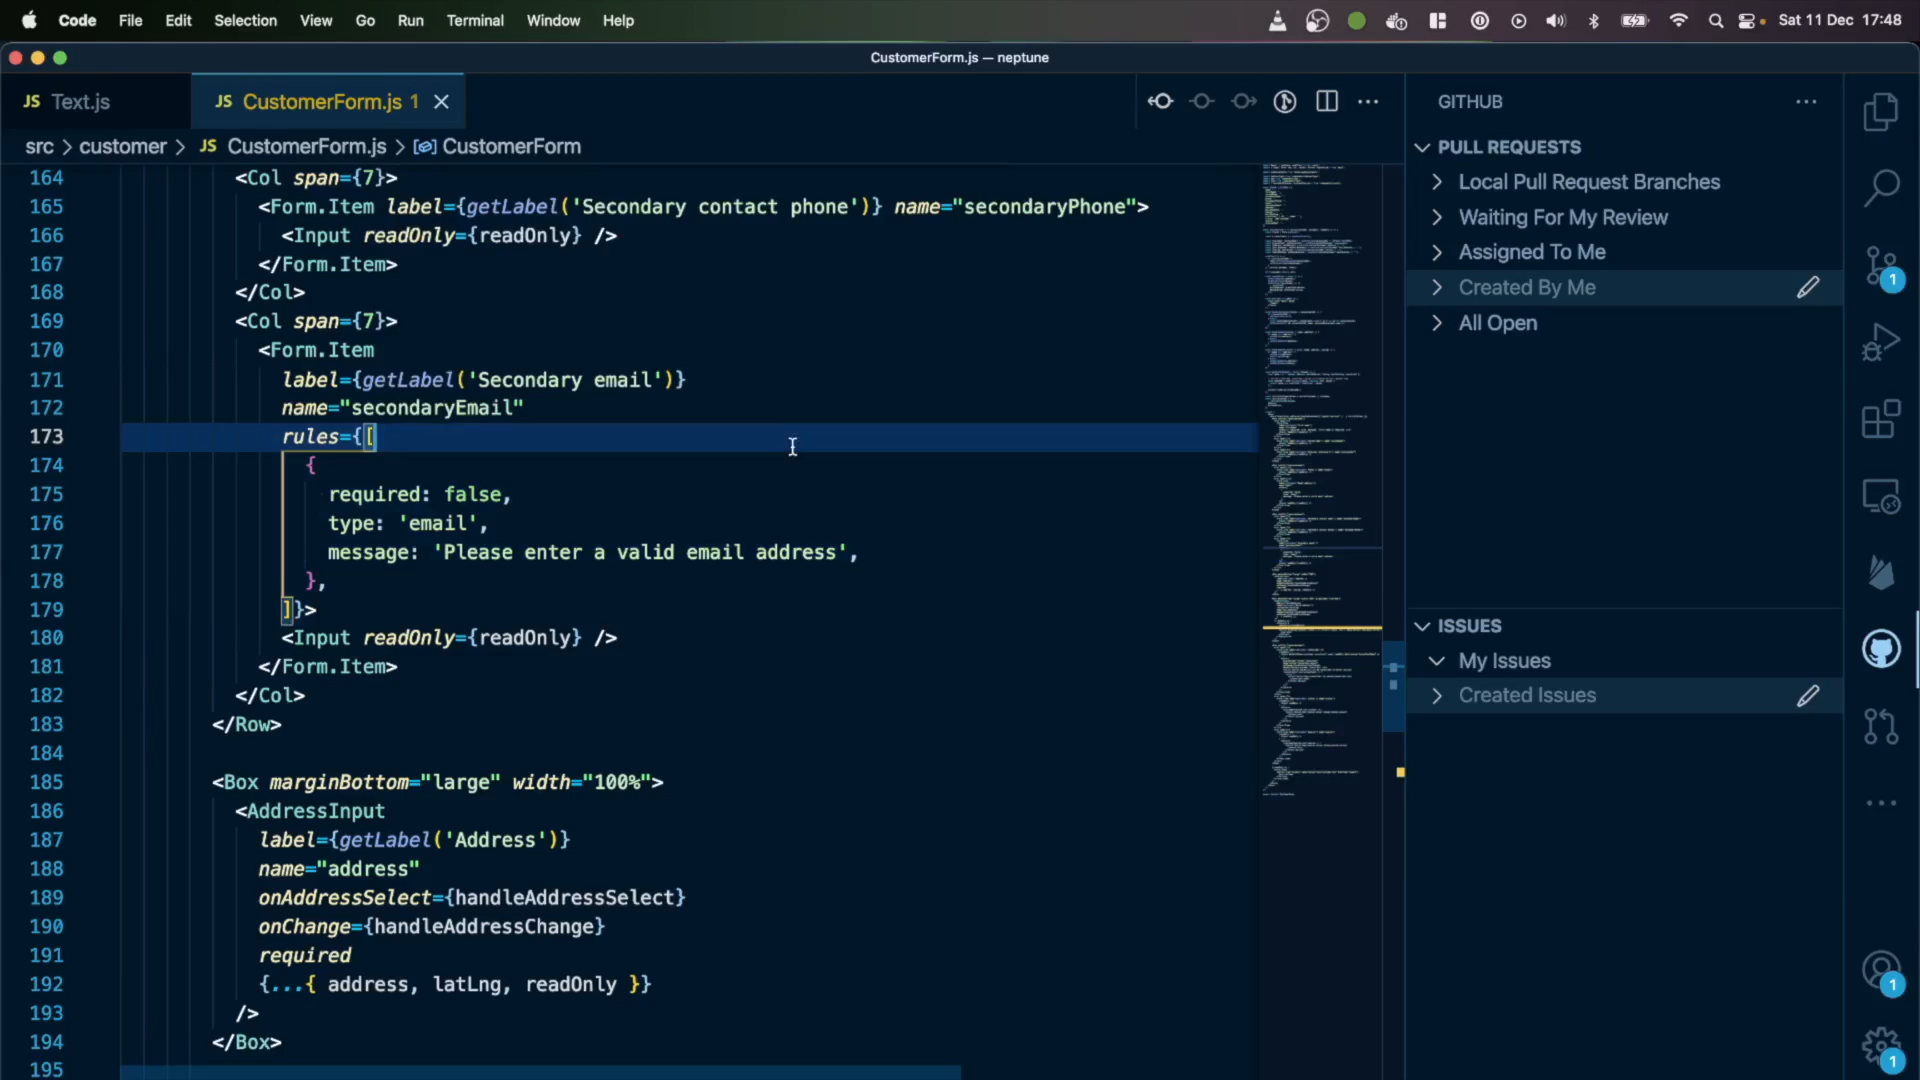 Code File Edit Selection View Go Run Terminal Window Help Sat 11 Dec 17:48
CustomerForm.js — neptune
JS Text.js
JS CustomerForm.js 1
src > customer > JS CustomerForm.js > CustomerForm
164 <Col span={7}>
165 <Form.Item label={getLabel('Secondary contact phone')} name="secondaryPhone">
166 <Input readOnly={readOnly} />
167 </Form.Item>
168 </Col>
169 <Col span={7}>
170 <Form.Item
171 label={getLabel('Secondary email')}
172 name="secondaryEmail"
173 rules={[
174 {
175 required: false,
176 type: 'email',
177 message: 'Please enter a valid email address',
178 },
179 ]}>
180 <Input readOnly={readOnly} />
181 </Form.Item>
182 </Col>
183 </Row>
184
185 <Box marginBottom="large" width="100%">
186 <AddressInput
187 label={getLabel('Address')}
188 name="address"
189 onAddressSelect={handleAddressSelect}
190 onChange={handleAddressChange}
191 required
192 {...{ address, latLng, readOnly }}
193 />
194 </Box>
195
GITHUB
PULL REQUESTS
Local Pull Request Branches
Waiting For My Review
Assigned To Me
Created By Me
All Open
ISSUES
My Issues
Created Issues
1
1
1